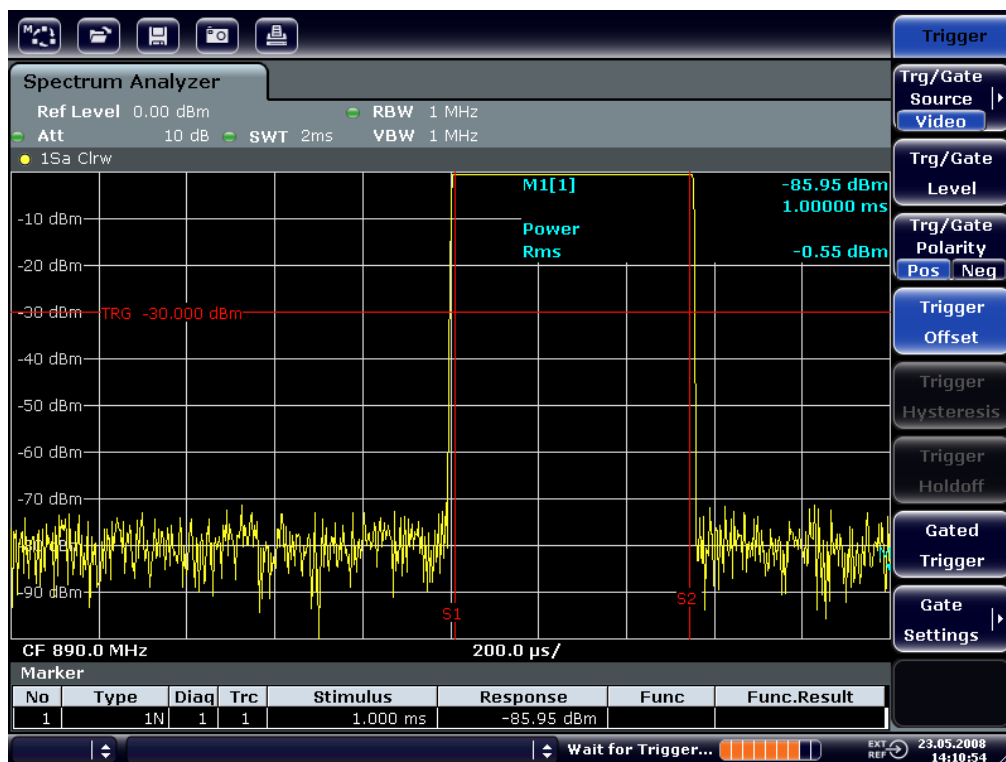 Trigger
Spectrum Analyzer
Ref Level 0.00 dBm RBW 1 MHz
Att 10 dB SWT 2ms VBW 1 MHz
1Sa Clrw
M1[1] -85.95 dBm
1.00000 ms
Power
Rms -0.55 dBm
-10 dBm
-20 dBm
-30 dBm TRG -30.000 dBm
-40 dBm
-50 dBm
-60 dBm
-70 dBm
-80 dBm
-90 dBm
S1
S2
CF 890.0 MHz 200.0 µs/
Marker
No Type Diag Trc Stimulus Response Func Func.Result
1 1N 1 1 1.000 ms -85.95 dBm
Wait for Trigger... EXT REF 23.05.2008
14:10:54
Trg/Gate
Source
Video
Trg/Gate
Level
Trg/Gate
Polarity
Pos Neg
Trigger
Offset
Trigger
Hysteresis
Trigger
Holdoff
Gated
Trigger
Gate
Settings